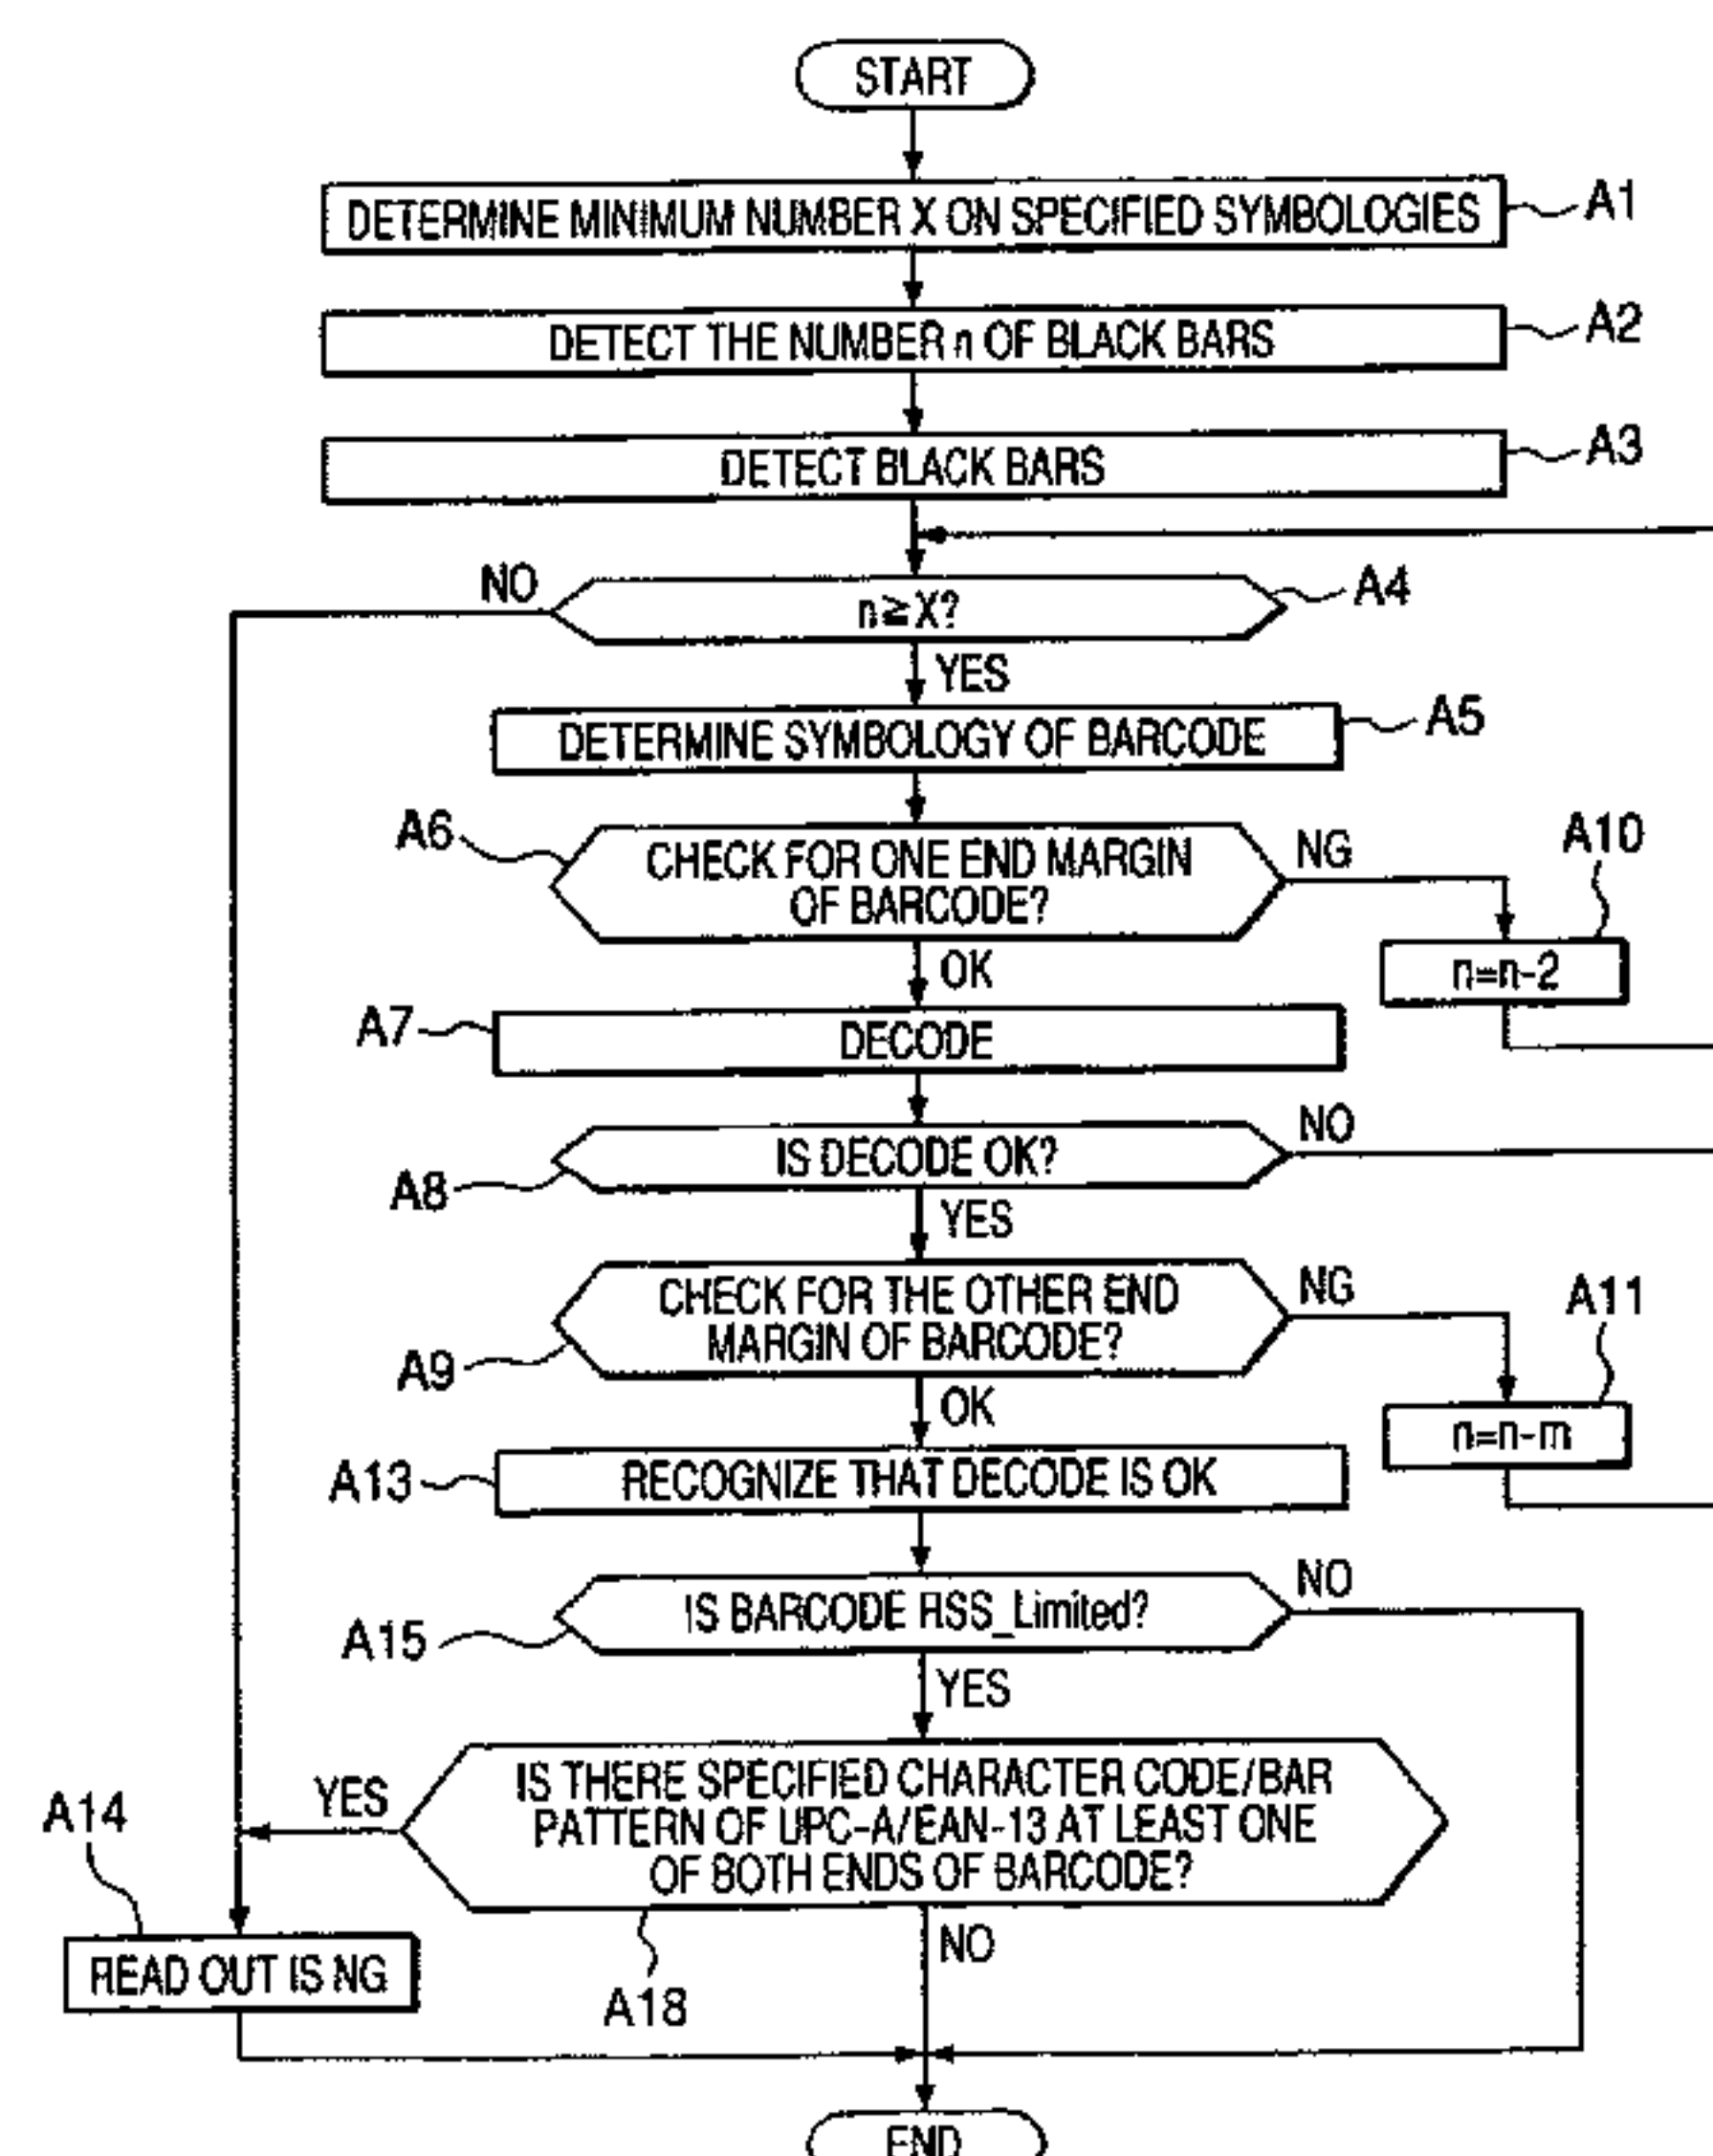 START
DETERMINE MINIMUM NUMBER X ON SPECIFIED SYMBOLOGIES
A1
DETECT THE NUMBER n OF BLACK BARS
A2
DETECT BLACK BARS
A3
NO
n≧X?
A4
YES
DETERMINE SYMBOLOGY OF BARCODE
A5
A6
CHECK FOR ONE END MARGIN
OF BARCODE?
NG
A10
OK
n=n-2
A7
DECODE
IS DECODE OK?
NO
A8
YES
CHECK FOR THE OTHER END
MARGIN OF BARCODE?
NG
A11
A9
OK
n=n-m
A13
RECOGNIZE THAT DECODE IS OK
IS BARCODE RSS_Limited?
NO
A15
YES
IS THERE SPECIFIED CHARACTER CODE/BAR
PATTERN OF UPC-A/EAN-13 AT LEAST ONE
OF BOTH ENDS OF BARCODE?
YES
A14
NO
READ OUT IS NG
A18
END